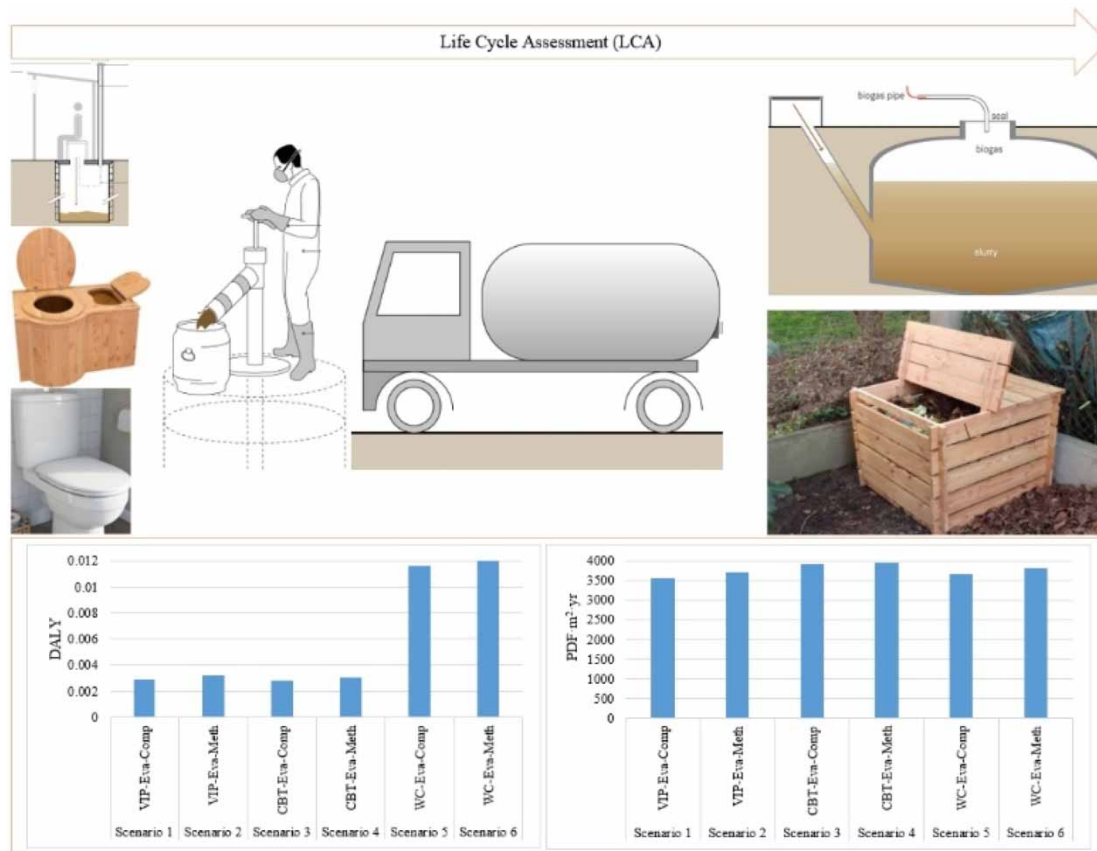 Life Cycle Assessment (LCA)
biogas pipe
seal
biogas
slurry
0.012
0.01
0.008
0.006
0.004
0.002
0
DALY
VIP-Eva-Comp
VIP-Eva-Meth
CBT-Eva-Comp
CBT-Eva-Meth
WC-Eva-Comp
WC-Eva-Meth
Scenario 1
Scenario 2
Scenario 3
Scenario 4
Scenario 5
Scenario 6
4000
3500
3000
2500
2000
1500
1000
500
0
PDF·m²·yr
VIP-Eva-Comp
VIP-Eva-Meth
CBT-Eva-Comp
CBT-Eva-Meth
WC-Eva-Comp
WC-Eva-Meth
Scenario 1
Scenario 2
Scenario 3
Scenario 4
Scenario 5
Scenario 6